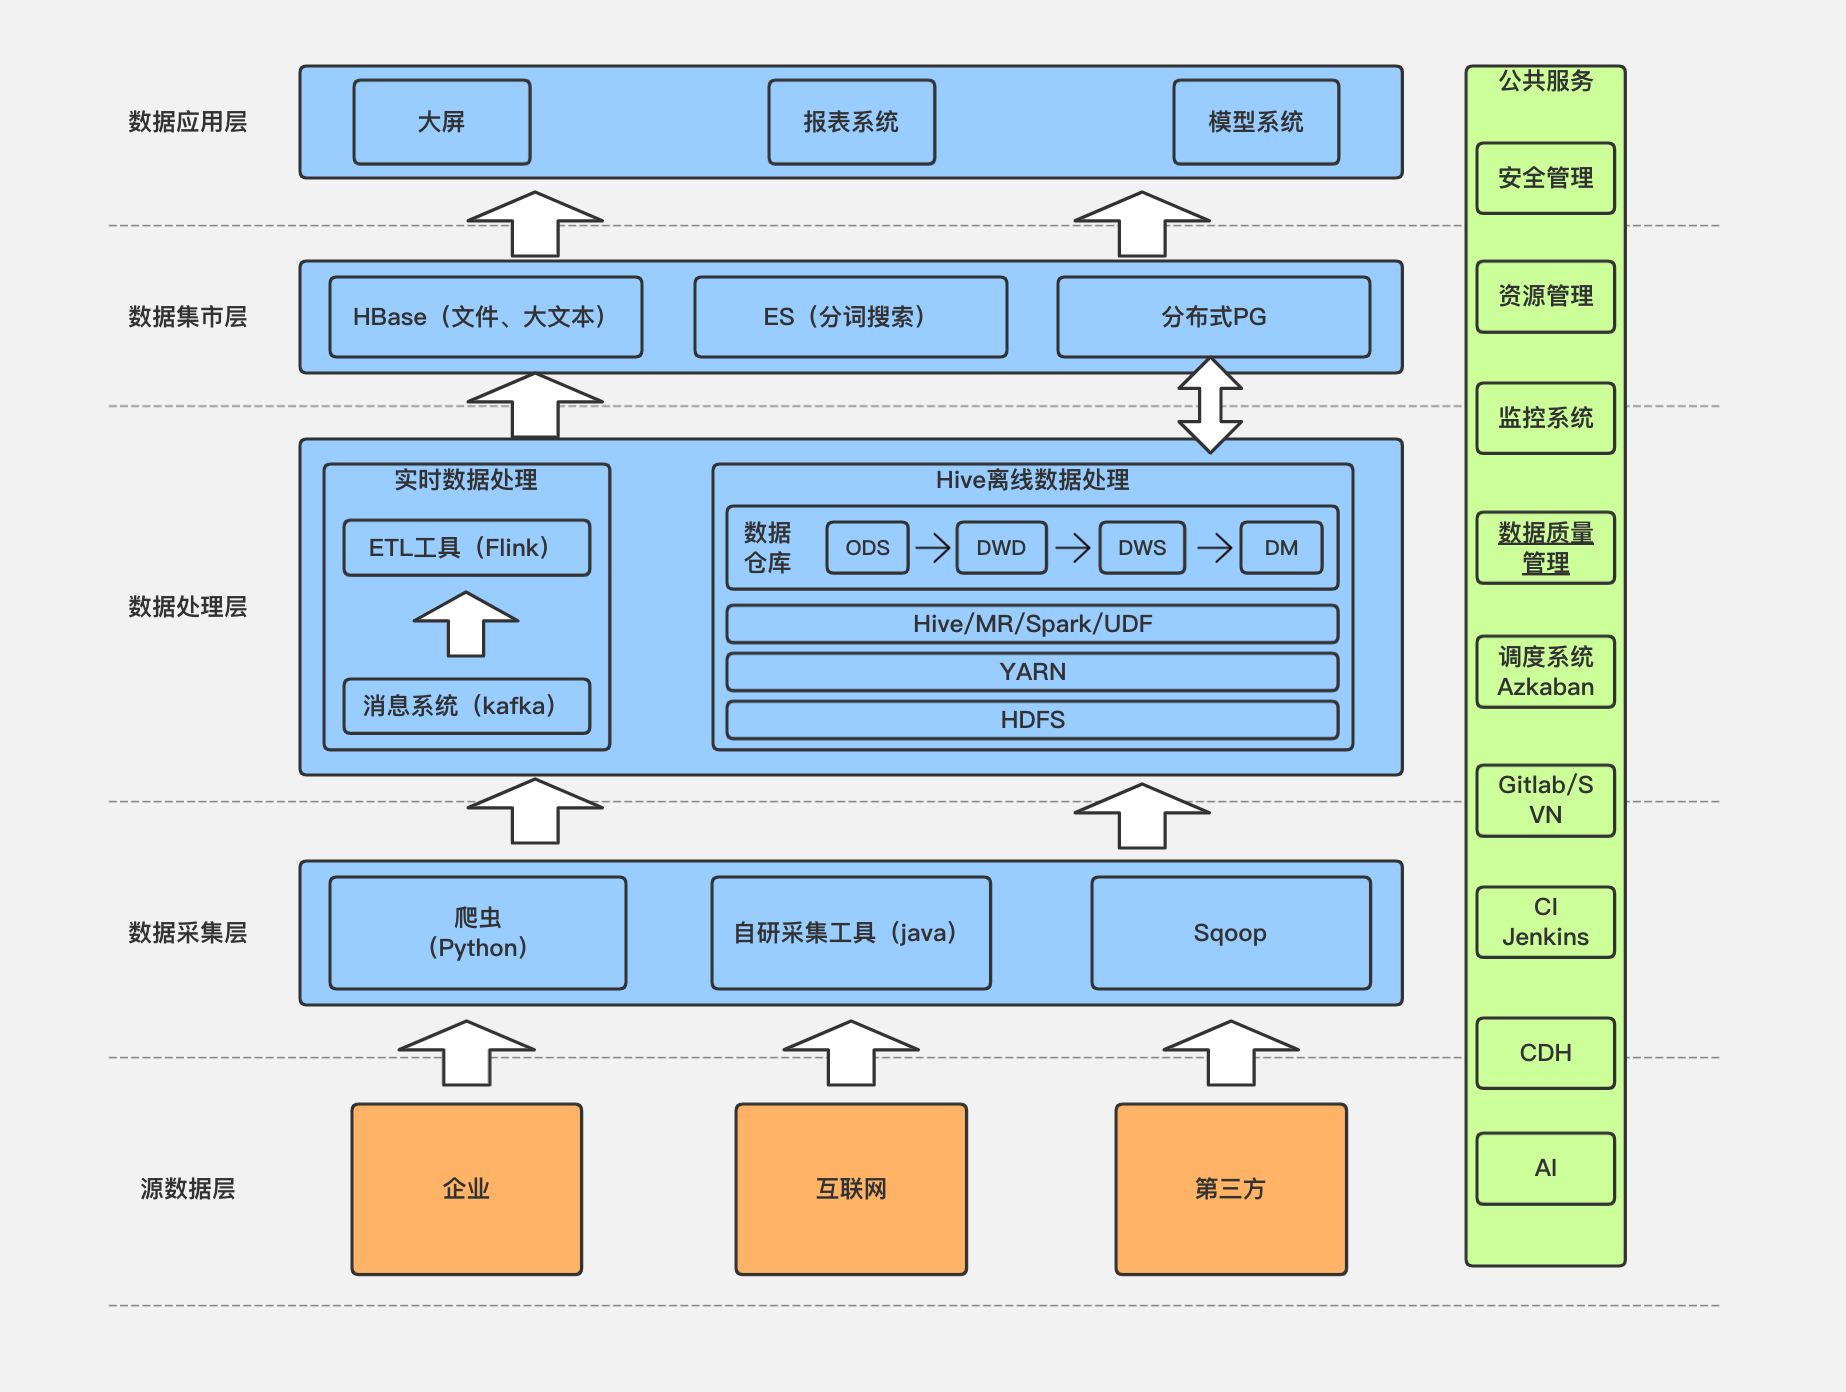 数据应用层
大屏
报表系统
模型系统
数据集市层
HBase（文件、大文本）
ES（分词搜索）
分布式PG
数据处理层
实时数据处理
ETL工具（Flink）
消息系统（kafka）
Hive离线数据处理
数据
仓库
ODS
DWD
DWS
DM
Hive/MR/Spark/UDF
YARN
HDFS
数据采集层
爬虫
（Python）
自研采集工具（java）
Sqoop
源数据层
企业
互联网
第三方
公共服务
安全管理
资源管理
监控系统
数据质量
管理
调度系统
Azkaban
Gitlab/S
VN
CI
Jenkins
CDH
AI